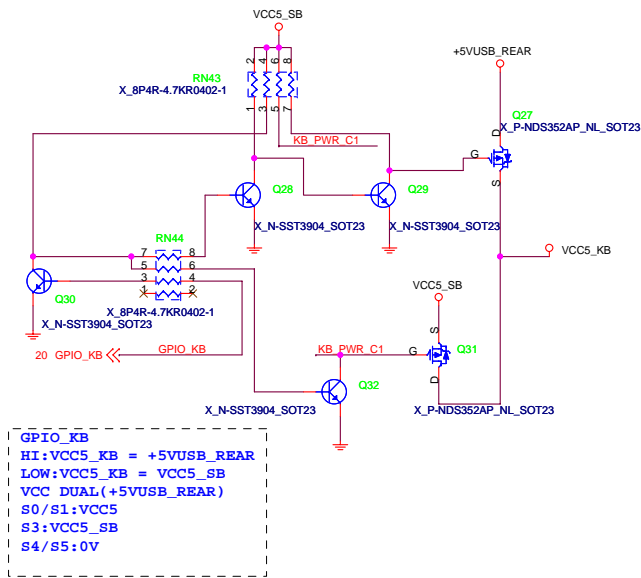 VCC5_SB
+5VUSB_REAR
2 4 6 8
RN43
X_8P4R-4.7KR0402-1
1 3 5 7
KB_PWR_C1
Q27
D
X_P-NDS352AP_NL_SOT23
G
S
Q28
Q29
X_N-SST3904_SOT23
X_N-SST3904_SOT23
RN44
7 8
5 6
3 4
1 2
VCC5_KB
Q30
X_8P4R-4.7KR0402-1
X_N-SST3904_SOT23
VCC5_SB
S
20 GPIO_KB
GPIO_KB
KB_PWR_C1
G
Q31
D
Q32
X_N-SST3904_SOT23
X_P-NDS352AP_NL_SOT23
GPIO_KB
HI:VCC5_KB = +5VUSB_REAR
LOW:VCC5_KB = VCC5_SB
VCC DUAL(+5VUSB_REAR)
S0/S1:VCC5
S3:VCC5_SB
S4/S5:0V